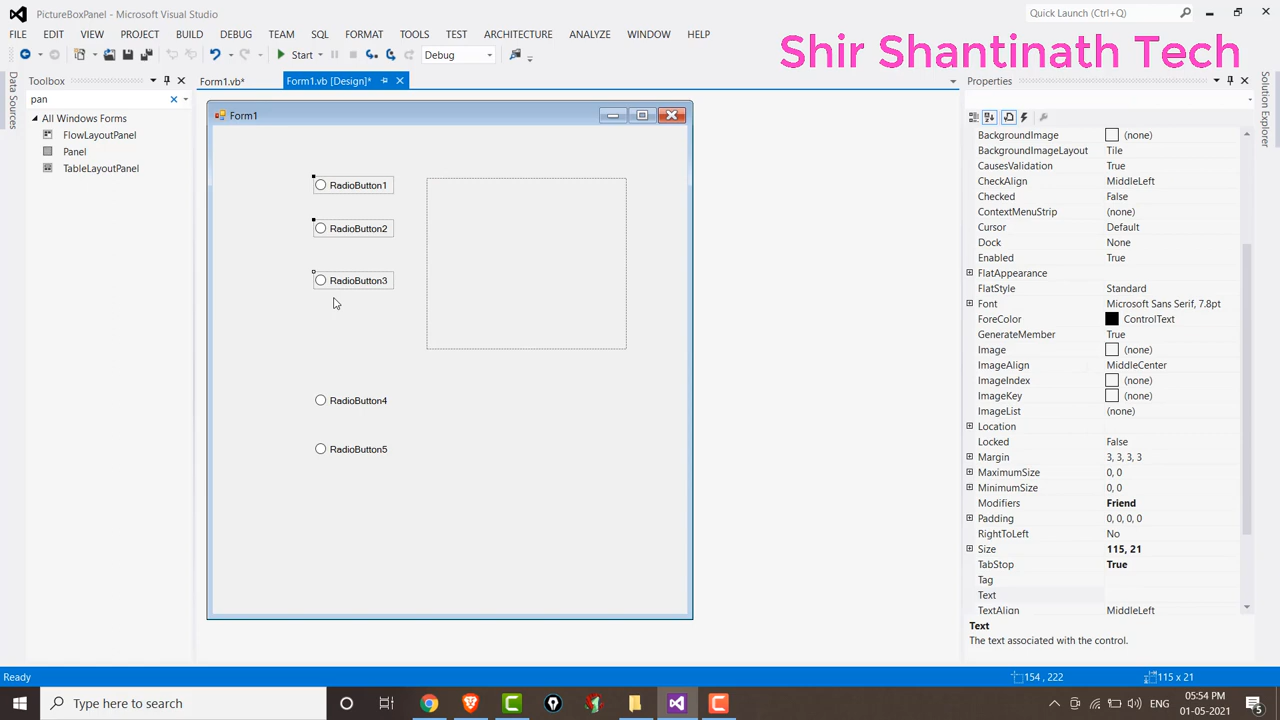 PictureBoxPanel - Microsoft Visual Studio
Quick Launch (Ctrl+Q)
FILE EDIT VIEW PROJECT BUILD DEBUG TEAM SQL FORMAT TOOLS TEST ARCHITECTURE ANALYZE WINDOW HELP
Shir Shantinath Tech
Start
Debug
Data Sources
Toolbox
Form1.vb*
Form1.vb [Design]*
Properties
Solution Explorer
pan
All Windows Forms
FlowLayoutPanel
Panel
TableLayoutPanel
Form1
RadioButton1
RadioButton2
RadioButton3
RadioButton4
RadioButton5
BackgroundImage (none)
BackgroundImageLayout Tile
CausesValidation True
CheckAlign MiddleLeft
Checked False
ContextMenuStrip (none)
Cursor Default
Dock None
Enabled True
FlatAppearance
FlatStyle Standard
Font Microsoft Sans Serif, 7.8pt
ForeColor ControlText
GenerateMember True
Image (none)
ImageAlign MiddleCenter
ImageIndex (none)
ImageKey (none)
ImageList (none)
Location
Locked False
Margin 3, 3, 3, 3
MaximumSize 0, 0
MinimumSize 0, 0
Modifiers Friend
Padding 0, 0, 0, 0
RightToLeft No
Size 115, 21
TabStop True
Tag
Text
TextAlign MiddleLeft
Text
The text associated with the control.
Ready
154 , 222
115 x 21
Type here to search
05:54 PM
01-05-2021
5